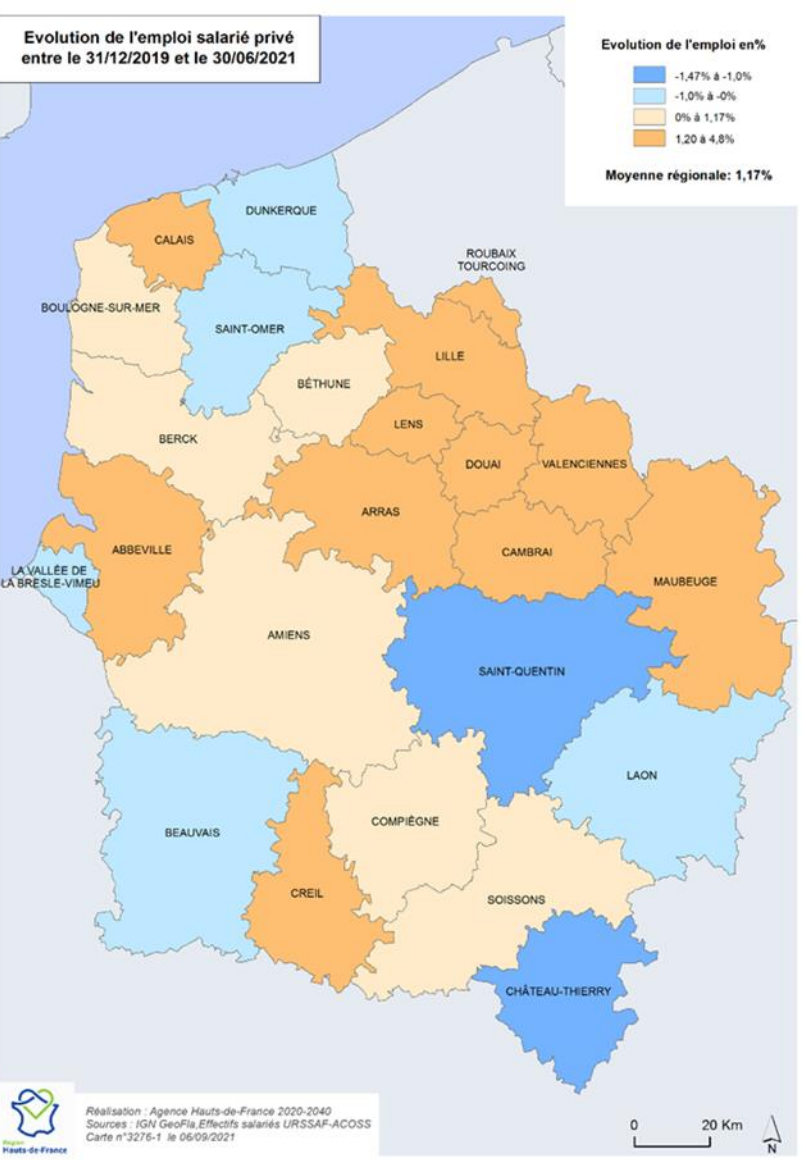 Evolution de l'emploi salarié privé
entre le 31/12/2019 et le 30/06/2021
Evolution de l'emploi en%
-1,47% à -1,0%
-1,0% à -0%
0% à 1,17%
1,20 à 4,8%
Moyenne régionale: 1,17%
DUNKERQUE
CALAIS
ROUBAIX
TOURCOING
BOULOGNE-SUR-MER
SAINT-OMER
LILLE
BÉTHUNE
LENS
BERCK
DOUAI
VALENCIENNES
ARRAS
ABBEVILLE
CAMBRAI
LA VALLÉE DE
LA BRESLE-VIMEU
MAUBEUGE
AMIENS
SAINT-QUENTIN
LAON
COMPIÈGNE
BEAUVAIS
CREIL
SOISSONS
CHÂTEAU-THIERRY
Région
Hauts-de-France
Réalisation : Agence Hauts-de-France 2020-2040
Sources : IGN GeoFla,Effectifs salariés URSSAF-ACOSS
Carte n°3276-1 le 06/09/2021
0 20 Km
N